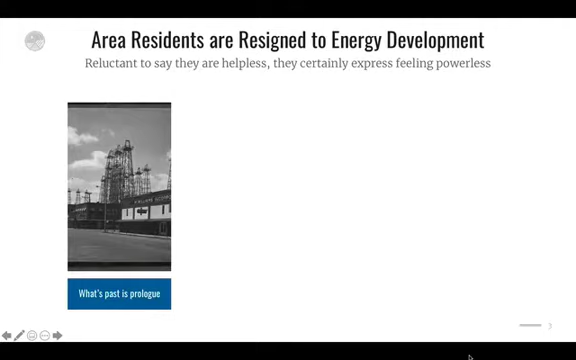 Area Residents are Resigned to Energy Development
Reluctant to say they are helpless, they certainly express feeling powerless
What's past is prologue
3